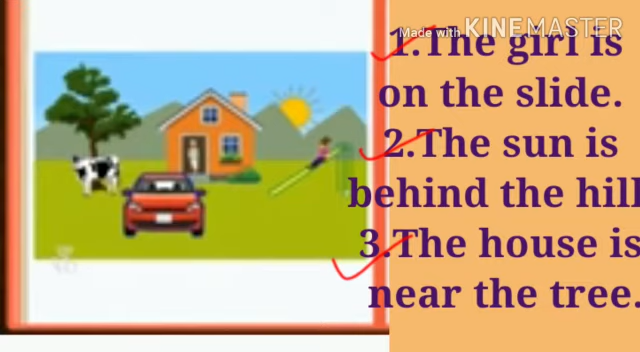 Made with KINEMASTER
1.The girl is
on the slide.
2.The sun is
behind the hill
3.The house is
near the tree.